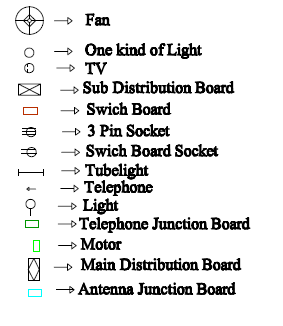 Fan
One kind of Light
TV
Sub Distribution Board
Swich Board
3 Pin Socket
Swich Board Socket
Tubelight
Telephone
Light
Telephone Junction Board
Motor
Main Distribution Board
Antenna Junction Board